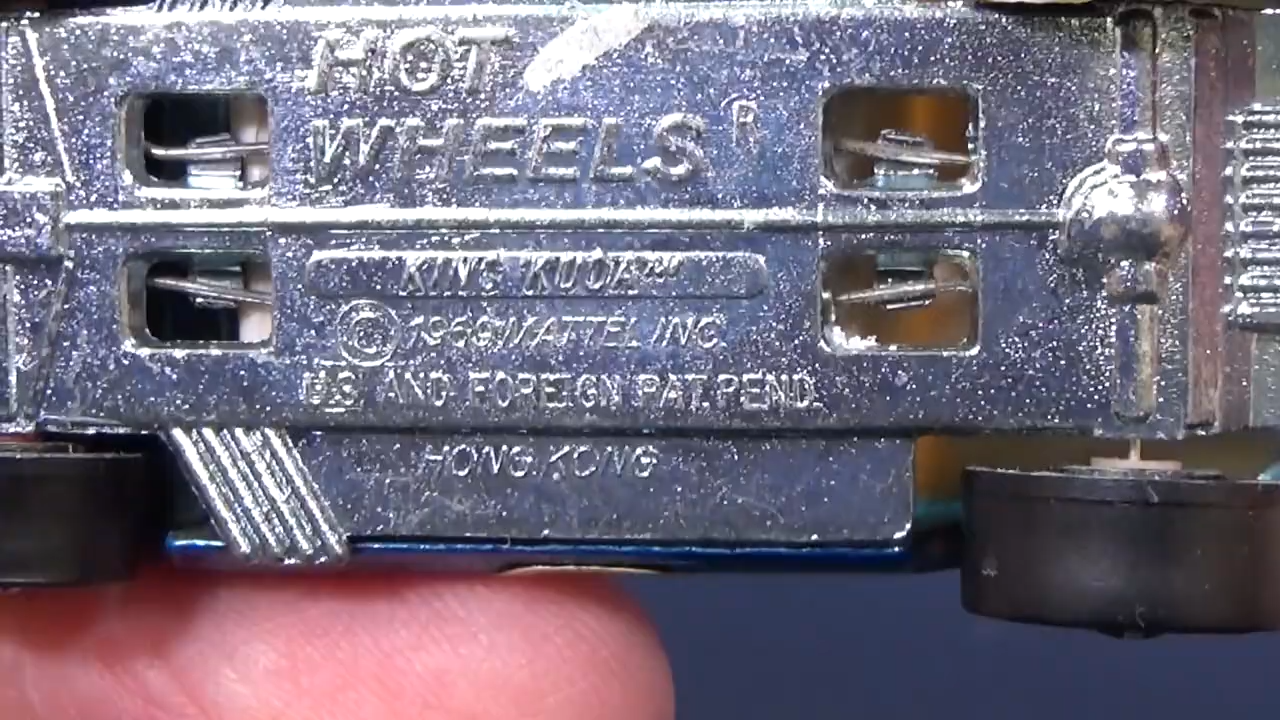 HOT
WHEELS ®
KING KUDA™
© 1969 MATTEL INC.
U.S. AND FOREIGN PAT. PEND.
HONG KONG